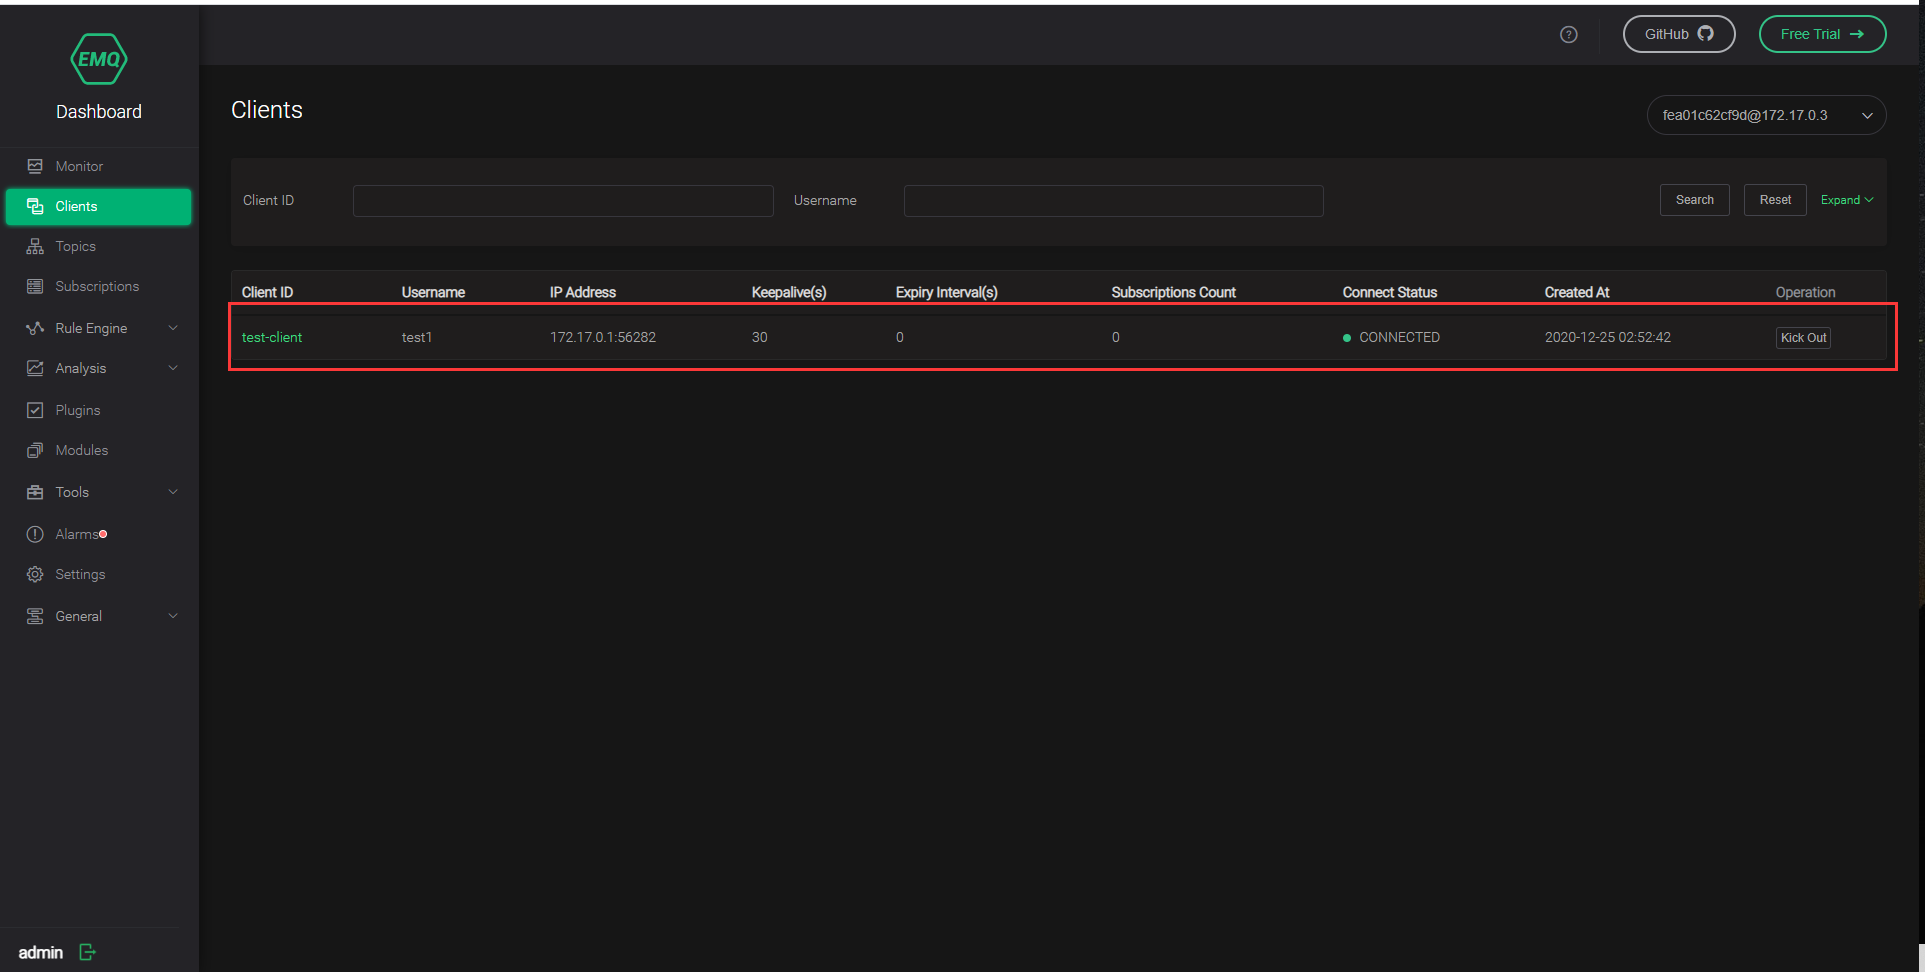 EMQ
Dashboard
Monitor
Clients
Topics
Subscriptions
Rule Engine
Analysis
Plugins
Modules
Tools
Alarms
Settings
General
admin
? GitHub Free Trial →
Clients
fea01c62cf9d@172.17.0.3
Client ID Username Search Reset Expand
Client ID Username IP Address Keepalive(s) Expiry Interval(s) Subscriptions Count Connect Status Created At Operation
test-client test1 172.17.0.1:56282 30 0 0 CONNECTED 2020-12-25 02:52:42 Kick Out